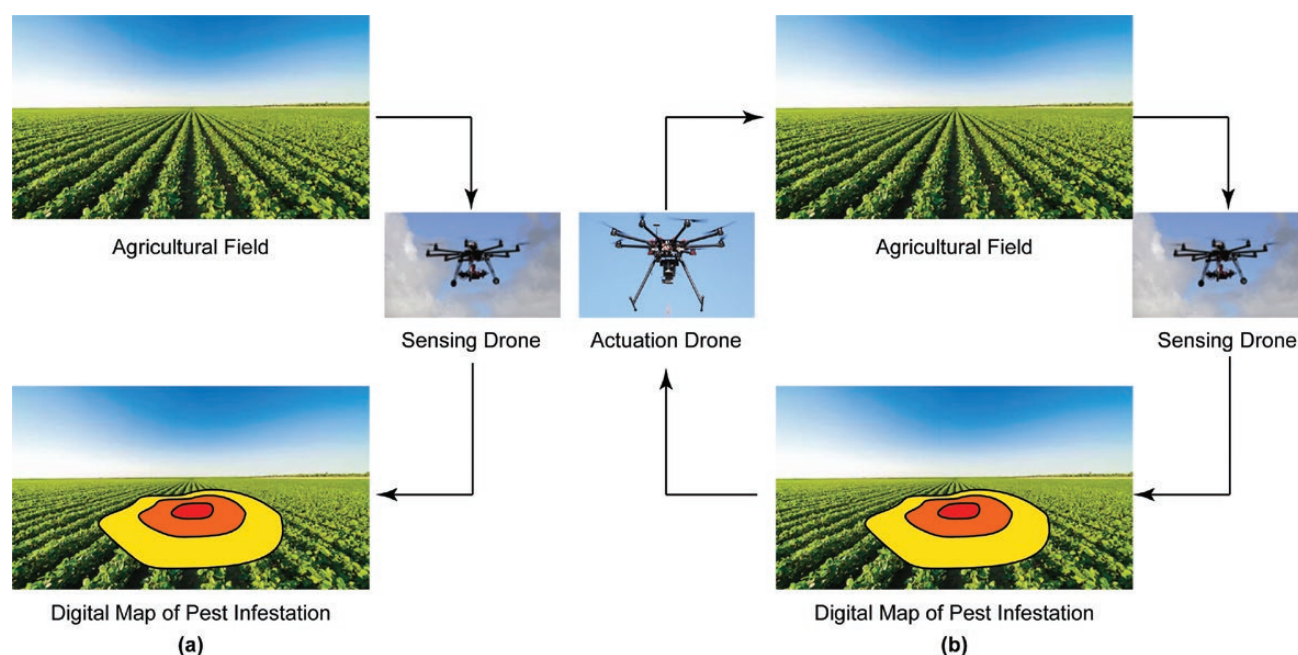 Agricultural Field
Agricultural Field
Sensing Drone
Actuation Drone
Sensing Drone
Digital Map of Pest Infestation
Digital Map of Pest Infestation
(a)
(b)